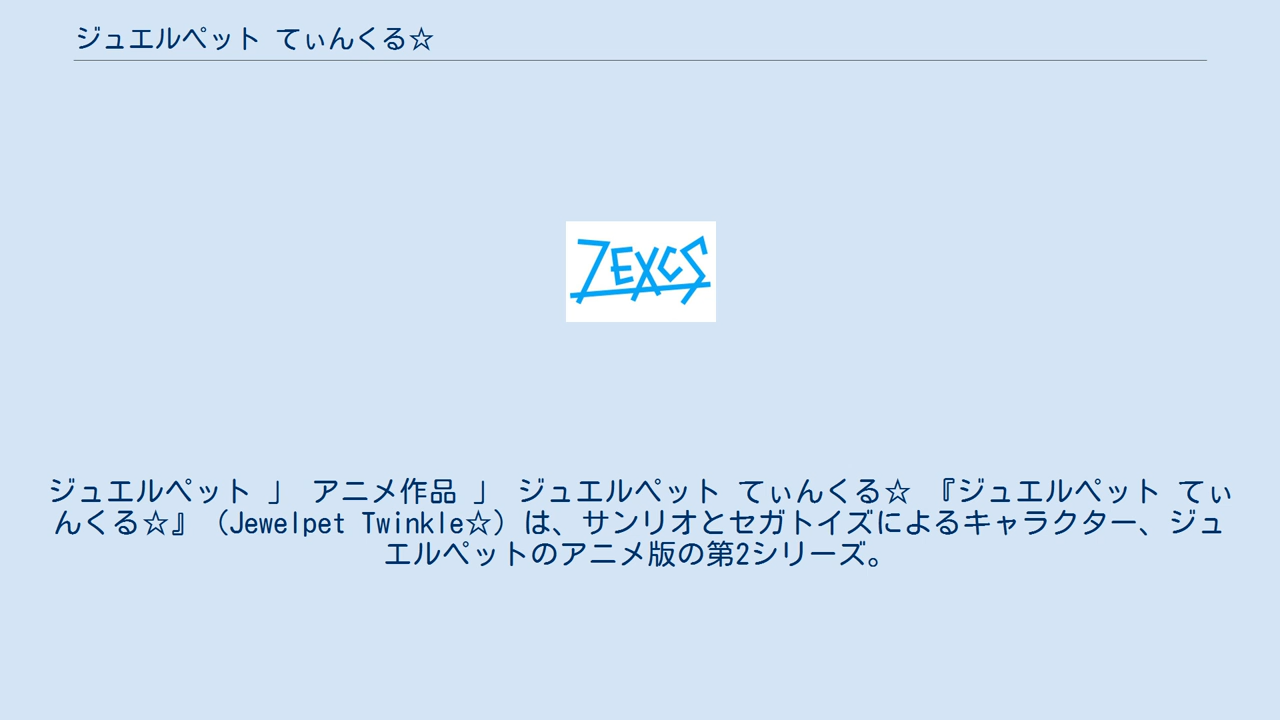 ジュエルペット てぃんくる☆
ZEXCS
ジュエルペット 」 アニメ作品 」 ジュエルペット てぃんくる☆ 『ジュエルペット てぃ
んくる☆』（Jewelpet Twinkle☆）は、サンリオとセガトイズによるキャラクター、ジュ
エルペットのアニメ版の第2シリーズ。